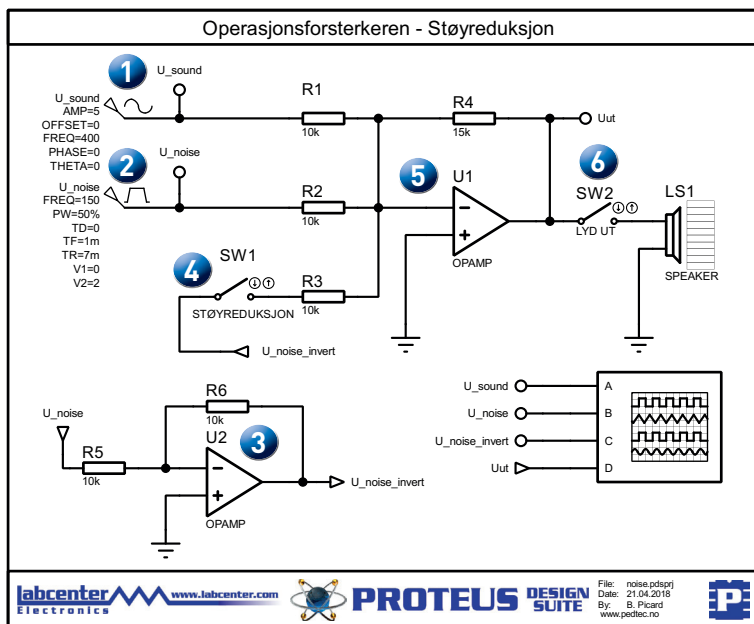 Operasjonsforsterkeren - Støyreduksjon
1
U_sound
U_sound
AMP=5
OFFSET=0
FREQ=400
PHASE=0
THETA=0
R1
10k
R4
15k
Uut
2
U_noise
U_noise
FREQ=150
PW=50%
TD=0
TF=1m
TR=7m
V1=0
V2=2
R2
10k
5
U1
OPAMP
6
SW2
LYD UT
LS1
SPEAKER
4
SW1
STØYREDUKSJON
R3
10k
U_noise_invert
U_noise
R5
10k
R6
10k
U2
3
OPAMP
U_noise_invert
U_sound
A
U_noise
B
U_noise_invert
C
Uut
D
labcenter www.labcenter.com
Electronics
PROTEUS DESIGN SUITE
File: noise.pdsprj
Date: 21.04.2018
By: B. Picard
www.pedtec.no
P